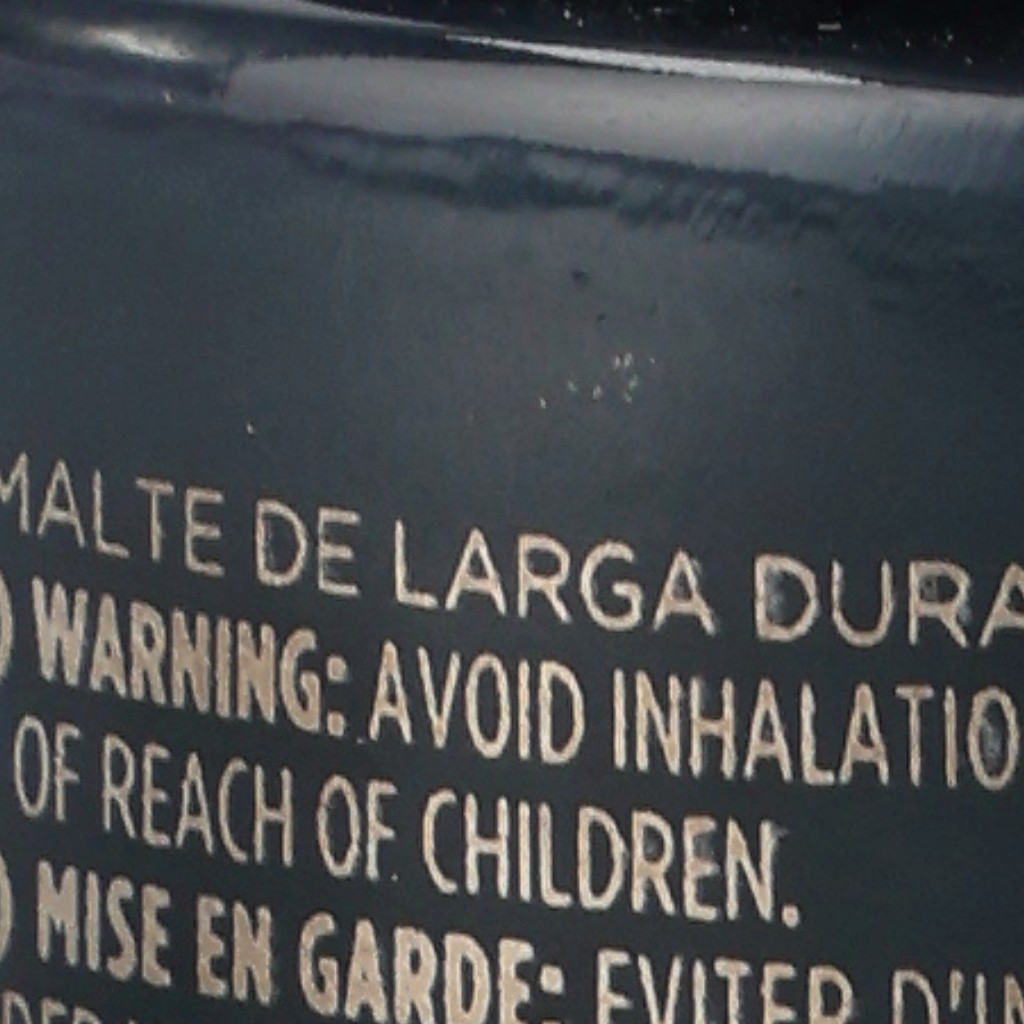 MALTE DE LARGA DURA
WARNING: AVOID INHALATIO
OF REACH OF CHILDREN.
MISE EN GARDE: EVITER D'IN